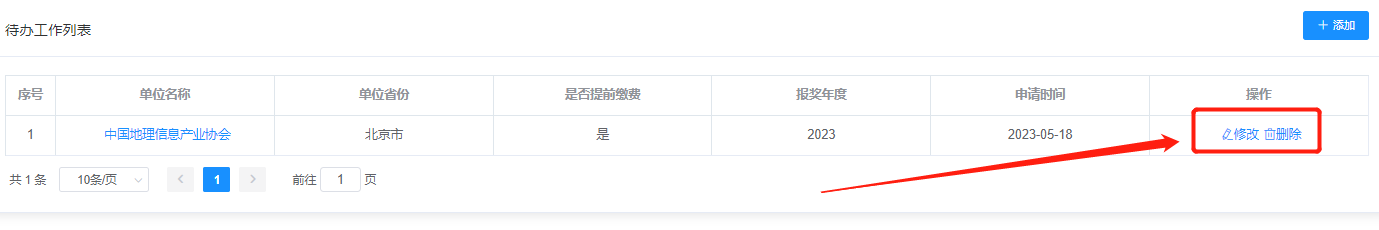 待办工作列表
添加
序号 单位名称 单位省份 是否提前缴费 报奖年度 申请时间 操作
1 中国地理信息产业协会 北京市 是 2023 2023-05-18 修改 删除
共 1 条 10条/页 1 前往 1 页